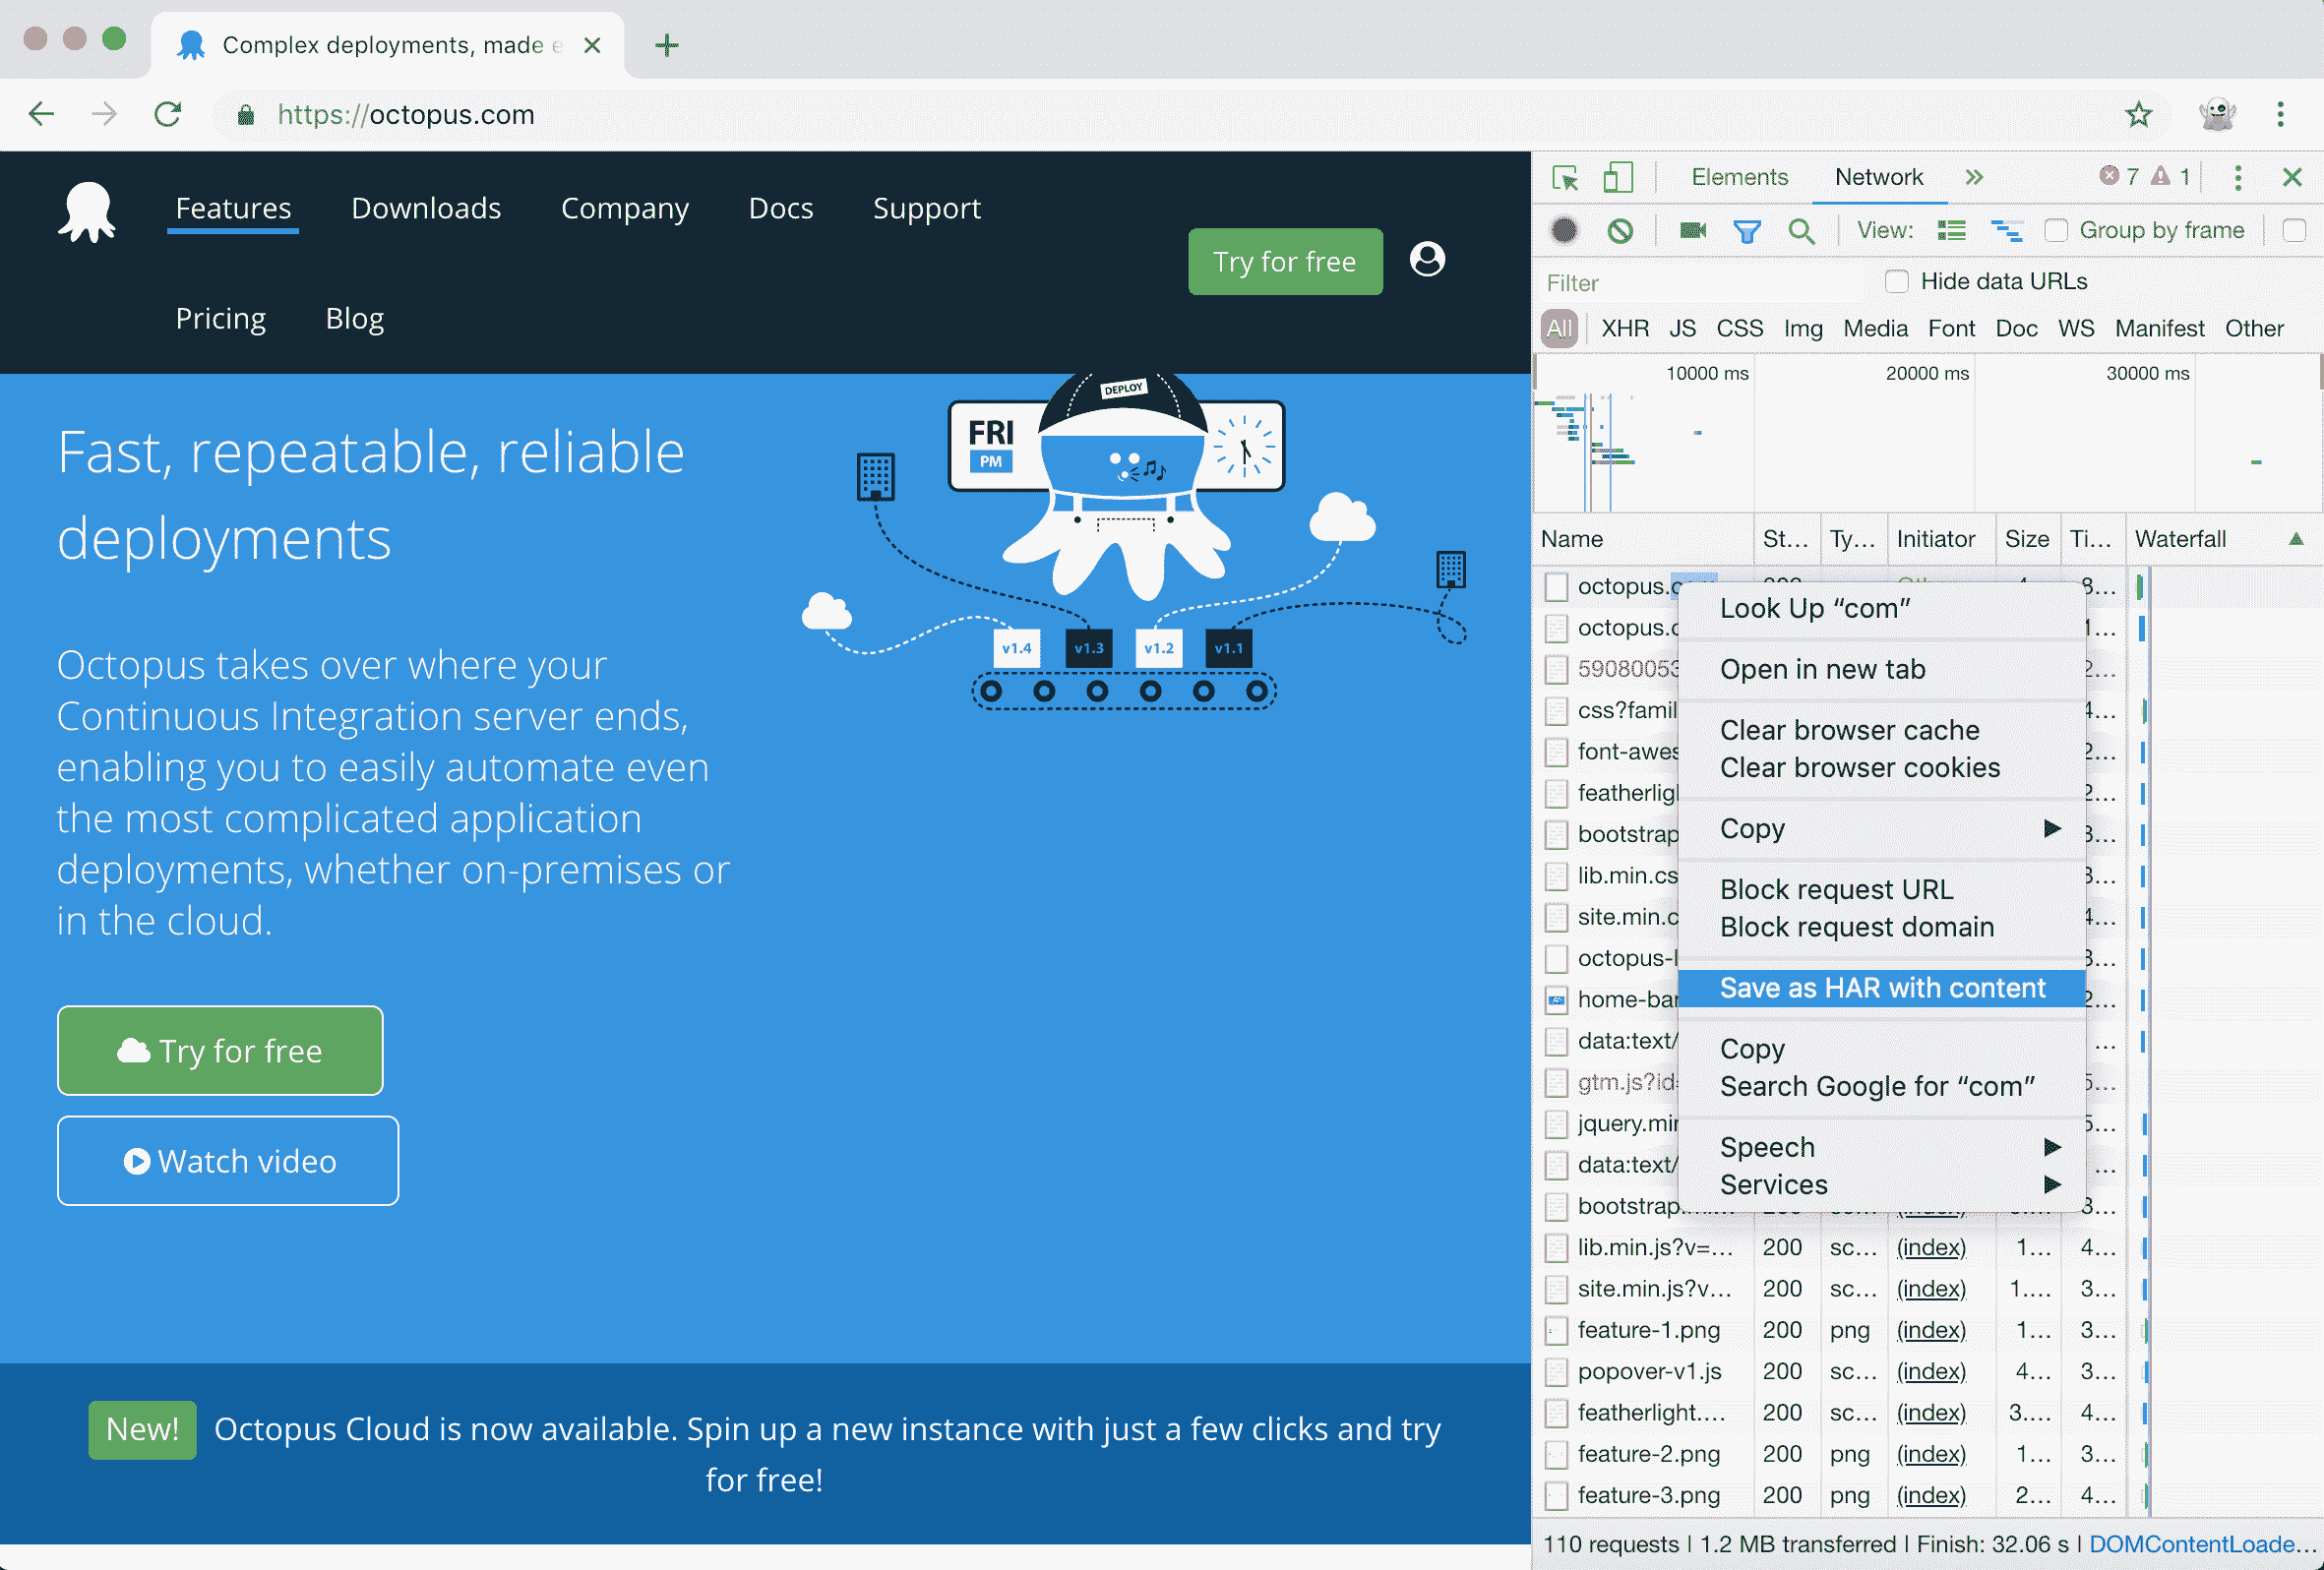 Complex deployments, made e
https://octopus.com
Features
Downloads
Company
Docs
Support
Pricing
Blog
Try for free
DEPLOY
FRI
PM
Fast, repeatable, reliable
deployments
Octopus takes over where your
Continuous Integration server ends,
enabling you to easily automate even
the most complicated application
deployments, whether on-premises or
in the cloud.
v1.4
v1.3
v1.2
v1.1
Try for free
Watch video
New! Octopus Cloud is now available. Spin up a new instance with just a few clicks and try
for free!
Elements
Network
7
1
View:
Group by frame
Filter
Hide data URLs
All XHR JS CSS Img Media Font Doc WS Manifest Other
10000 ms
20000 ms
30000 ms
Name St... Ty... Initiator Size Ti... Waterfall
octopus. 8...
octopus.c 1...
59080053 2...
css?famil 4...
font-awes 2...
featherlig 2...
bootstrap 3...
lib.min.cs 3...
site.min.c 4...
octopus-l 3...
home-bar 2...
data:text/ ...
gtm.js?id= 5...
jquery.mir 5...
data:text/ ...
bootstrap. 3...
lib.min.js?v=... 200 sc... (index) 1... 4...
site.min.js?v... 200 sc... (index) 1.... 3...
feature-1.png 200 png (index) 1... 3...
popover-v1.js 200 sc... (index) 4... 3...
featherlight.... 200 sc... (index) 3.... 4...
feature-2.png 200 png (index) 1... 3...
feature-3.png 200 png (index) 2... 4...
Look Up “com”
Open in new tab
Clear browser cache
Clear browser cookies
Copy
Block request URL
Block request domain
Save as HAR with content
Copy
Search Google for “com”
Speech
Services
110 requests | 1.2 MB transferred | Finish: 32.06 s | DOMContentLoade...